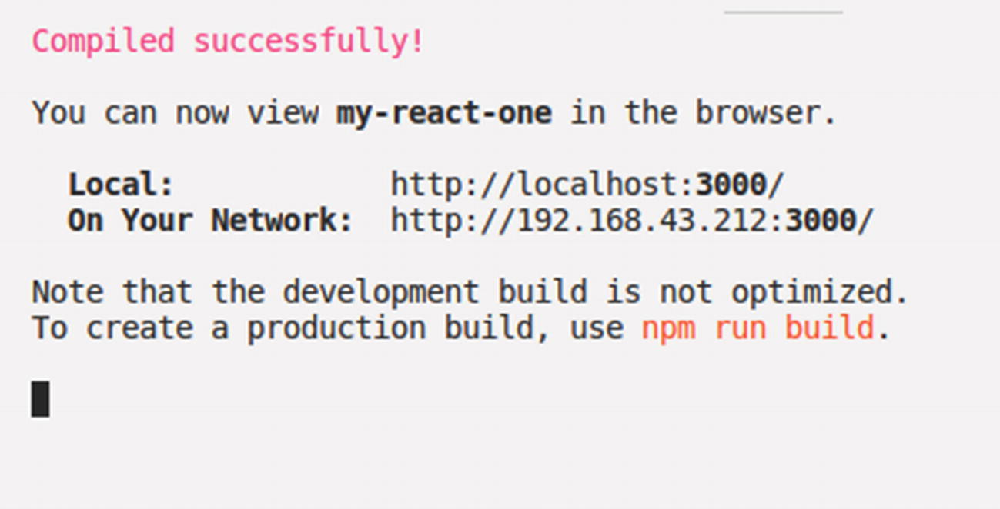 Compiled successfully!
You can now view my-react-one in the browser.
Local: http://localhost:3000/
On Your Network: http://192.168.43.212:3000/
Note that the development build is not optimized.
To create a production build, use npm run build.